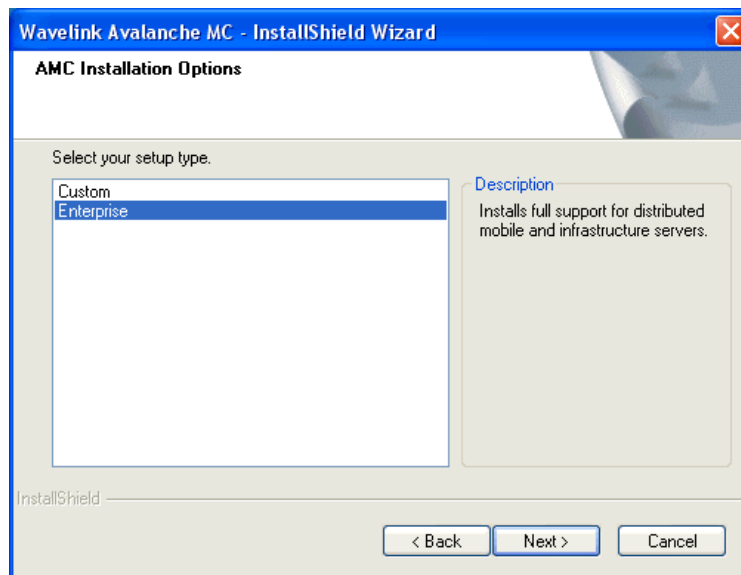 Wavelink Avalanche MC - InstallShield Wizard
AMC Installation Options
Select your setup type.
Custom
Enterprise
Description
Installs full support for distributed
mobile and infrastructure servers.
InstallShield
< Back
Next >
Cancel